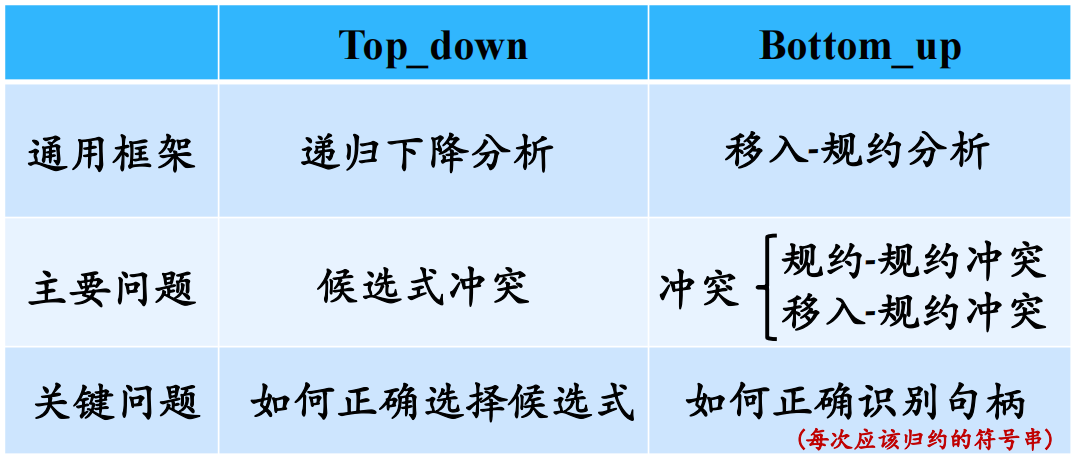 Top_down
Bottom_up
通用框架
递归下降分析
移入-规约分析
主要问题
候选式冲突
冲突
规约-规约冲突
移入-规约冲突
关键问题
如何正确选择候选式
如何正确识别句柄
(每次应该归约的符号串)